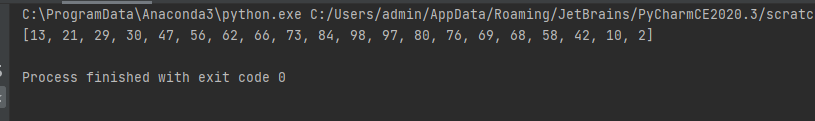 C:\ProgramData\Anaconda3\python.exe C:/Users/admin/AppData/Roaming/JetBrains/PyCharmCE2020.3/scratc
[13, 21, 29, 30, 47, 56, 62, 66, 73, 84, 98, 97, 80, 76, 69, 68, 58, 42, 10, 2]
Process finished with exit code 0